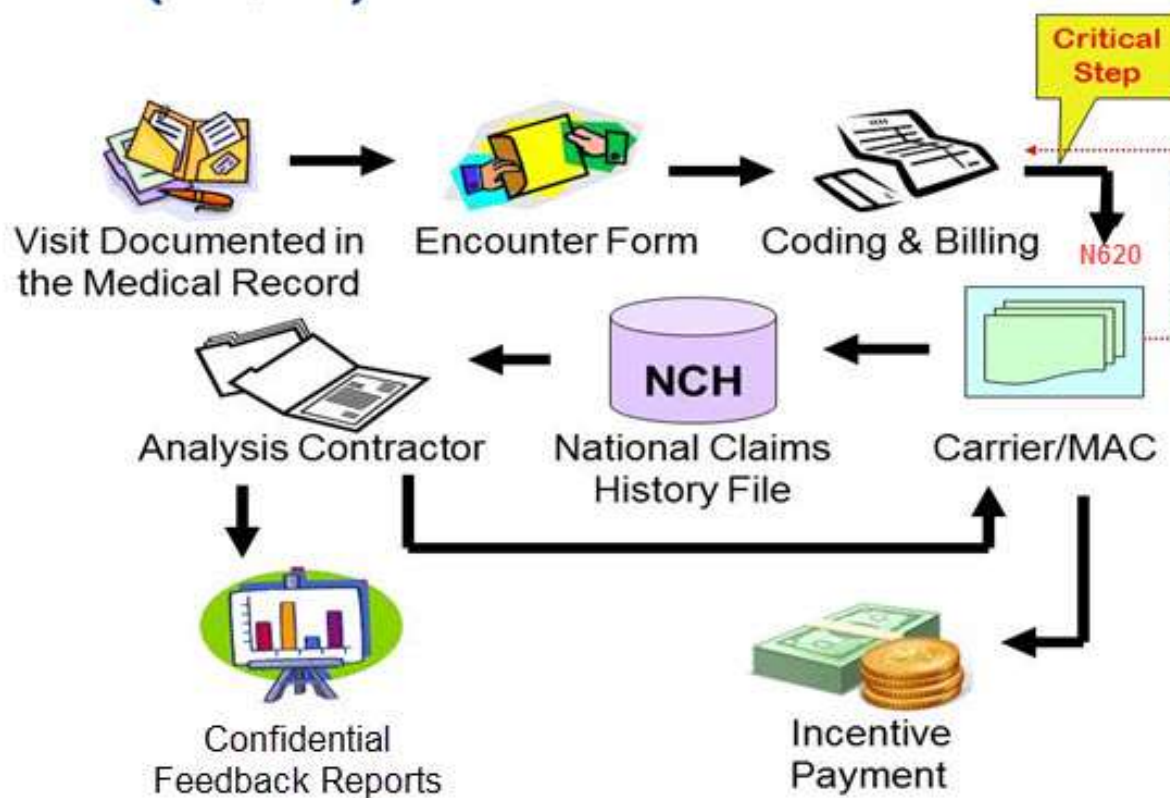 Critical
Step
Visit Documented in
the Medical Record
Encounter Form
Coding & Billing
N620
Analysis Contractor
NCH
National Claims
History File
Carrier/MAC
Confidential
Feedback Reports
Incentive
Payment